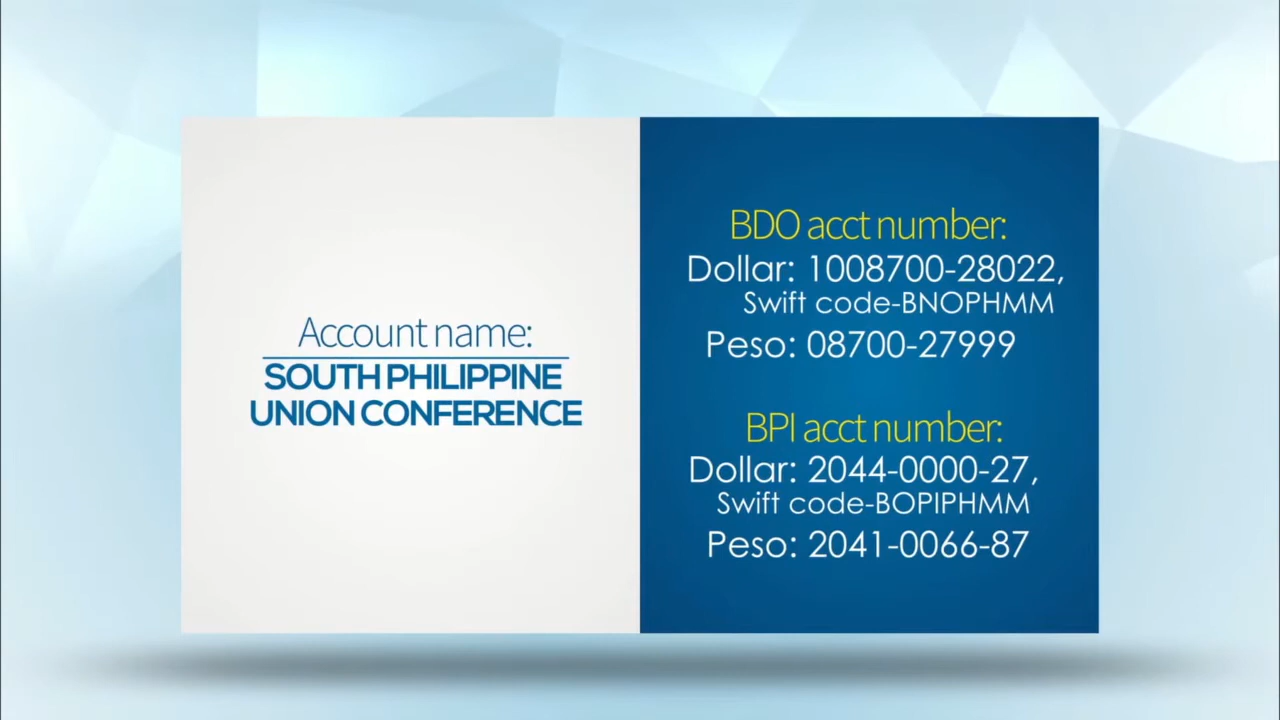 Account name:
SOUTH PHILIPPINE
UNION CONFERENCE
BDO acct number:
Dollar: 1008700-28022,
Swift code-BNOPHMM
Peso: 08700-27999
BPI acct number:
Dollar: 2044-0000-27,
Swift code-BOPIPHMM
Peso: 2041-0066-87